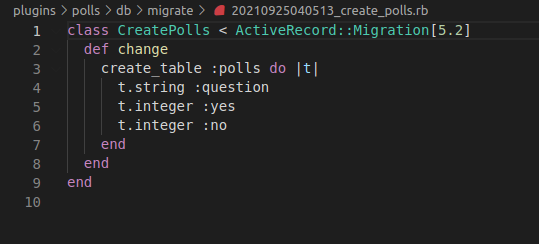 plugins > polls > db > migrate > 20210925040513_create_polls.rb
1 class CreatePolls < ActiveRecord::Migration[5.2]
2 def change
3 create_table :polls do |t|
4 t.string :question
5 t.integer :yes
6 t.integer :no
7 end
8 end
9 end
10